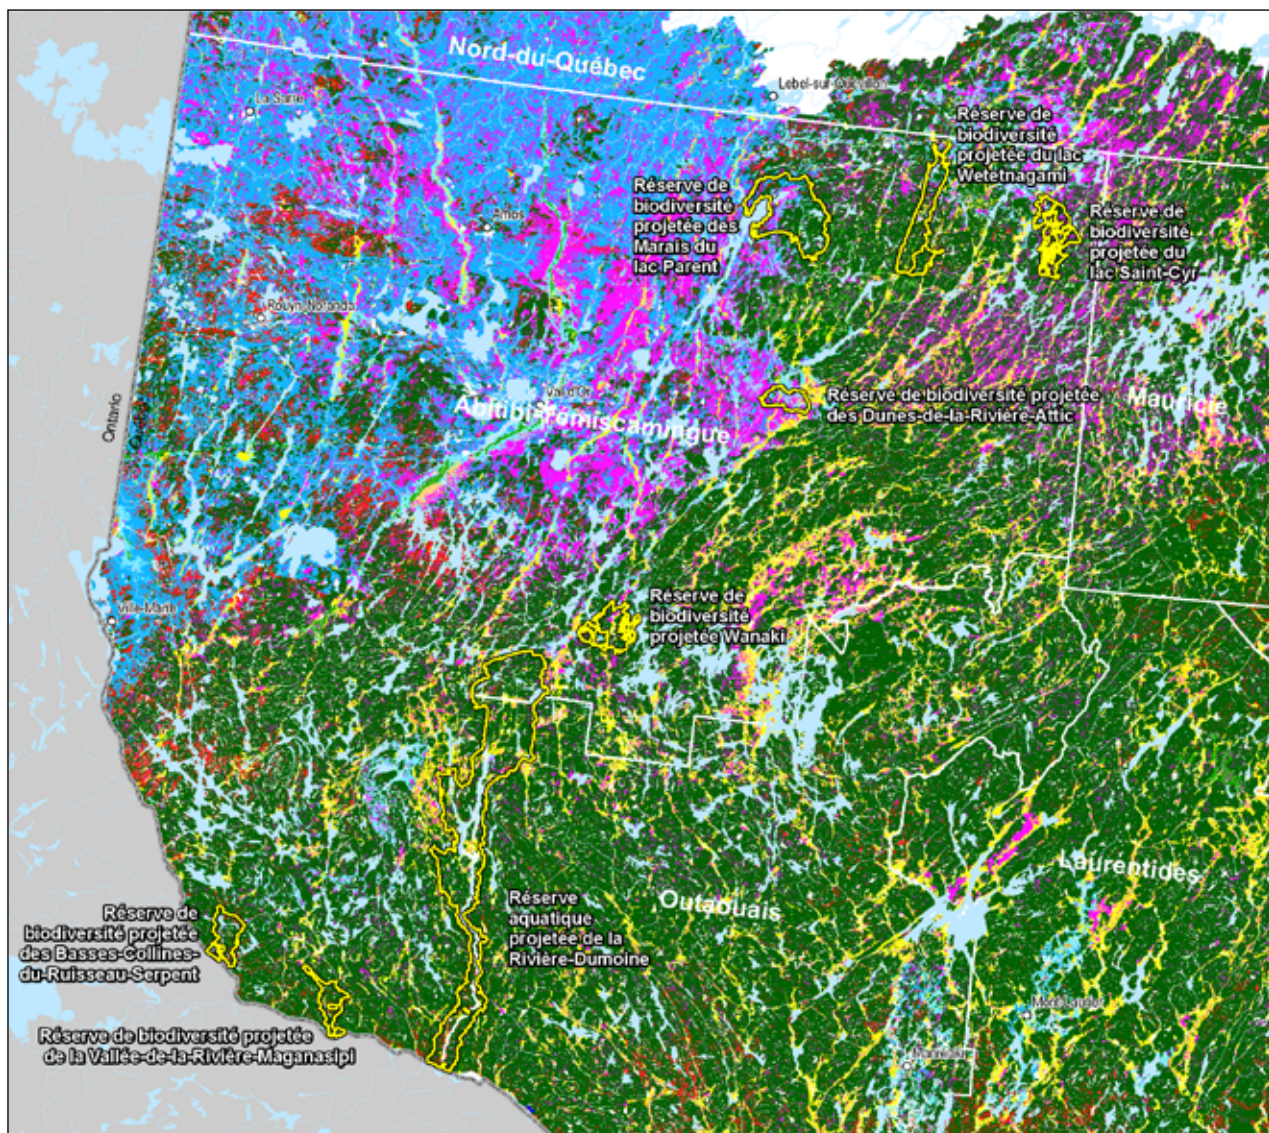 Nord-du-Québec
Lebel-sur-Quévillon
La Sarre
Réserve de
biodiversité
projetée du lac
Wetetnagami
Réserve de
biodiversité
projetée des
Marais du
lac Parent
Réserve de
biodiversité
projetée du
lac Saint-Cyr
Amos
Rouyn-Noranda
Ontario
Québec
Val-d'Or
Abitibi-Témiscamingue
Réserve de biodiversité projetée
des Dunes-de-la-Rivière-Attic
Mauricie
Ville-Marie
Réserve de
biodiversité
projetée Wanaki
Laurentides
Outaouais
Réserve
aquatique
projetée de la
Rivière-Dumoine
Réserve de
biodiversité projetée
des Basses-Collines-
du-Ruisseau-Serpent
Mont-Laurier
Réserve de biodiversité projetée
de la Vallée-de-la-Rivière-Maganasipi
Maniwaki